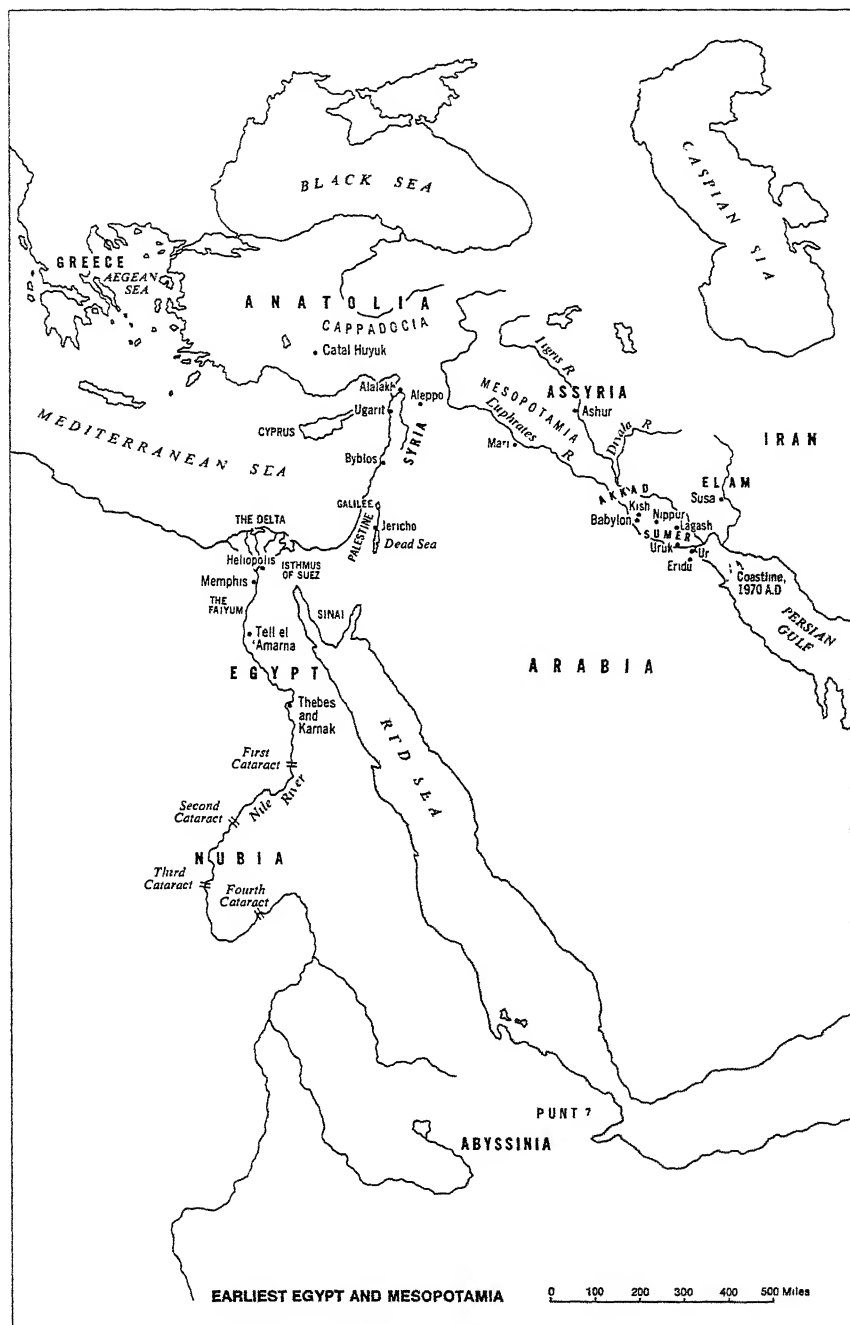 BLACK SEA
CASPIAN SEA
GREECE
AEGEAN
SEA
ANATOLIA
CAPPADOCIA
Catal Huyuk
Tigris R
Alalakh
Aleppo
MESOPOTAMIA
ASSYRIA
Ashur
Ugarit
Euphrates R
Diyala R
CYPRUS
SYRIA
MEDITERRANEAN SEA
Mari
IRAN
Byblos
ELAM
AKKAD
Susa
GALILEE
Kish
Nippur
THE DELTA
PALESTINE
Jericho
Babylon
Lagash
SUMER
Dead Sea
Heliopolis
ISTHMUS
OF SUEZ
Uruk
Ur
Eridu
Memphis
Coastline,
1970 A.D
THE
FAIYUM
SINAI
PERSIAN
GULF
Tell el
'Amarna
EGYPT
ARABIA
Thebes
and
Karnak
RED SEA
First
Cataract
Second
Cataract
Nile River
NUBIA
Third
Cataract
Fourth
Cataract
PUNT ?
ABYSSINIA
EARLIEST EGYPT AND MESOPOTAMIA
0 100 200 300 400 500 Miles